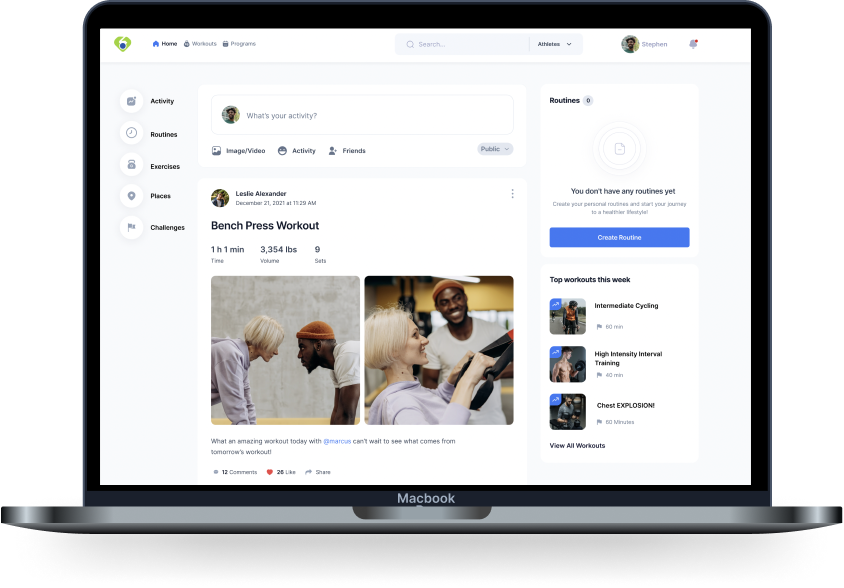 Home Workouts Programs
Search...
Athletes
Stephen
Activity
Routines
Exercises
Places
Challenges
What's your activity?
Image/Video Activity Friends Public
Leslie Alexander
December 21, 2021 at 11:29 AM
Bench Press Workout
1 h 1 min 3,354 lbs 9
Time Volume Sets
What an amazing workout today with @marcus can't wait to see what comes from
tomorrow's workout!
12 Comments 26 Like Share
Routines 0
You don't have any routines yet
Create your personal routines and start your journey
to a healthier lifestyle!
Create Routine
Top workouts this week
Intermediate Cycling
60 min
High Intensity Interval
Training
40 min
Chest EXPLOSION!
60 Minutes
View All Workouts
Macbook